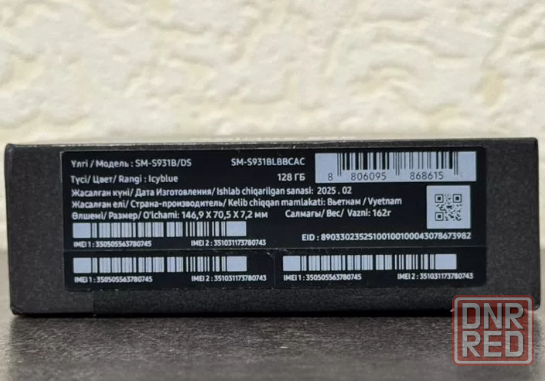 Үлгі / Модель : SM-S931B/DS SM-S931BLBBCAC
Түсі / Цвет/ Rangi : Icyblue 128 ГБ
8 806095 868615
Жасалған күні/ Дата Изготовления/ Ishlab chiqarilgan sanasi: 2025 . 02
Жасалған елі/ Страна-производитель/ Kelib chiqqan mamlakati: Вьетнам / Vyetnam
Өлшемі/ Размер/ O'lchami: 146,9 X 70,5 X 7,2 мм Салмағы/ Вес/ Vazni: 162г
IMEI 1 : 350505563780745 IMEI 2 : 351031173780743
EID : 89033023525100100100043078673982
IMEI 1 : 350505563780745 IMEI 2 : 351031173780743 IMEI 1 : 350505563780745 IMEI 2 : 351031173780743
DNR
RED